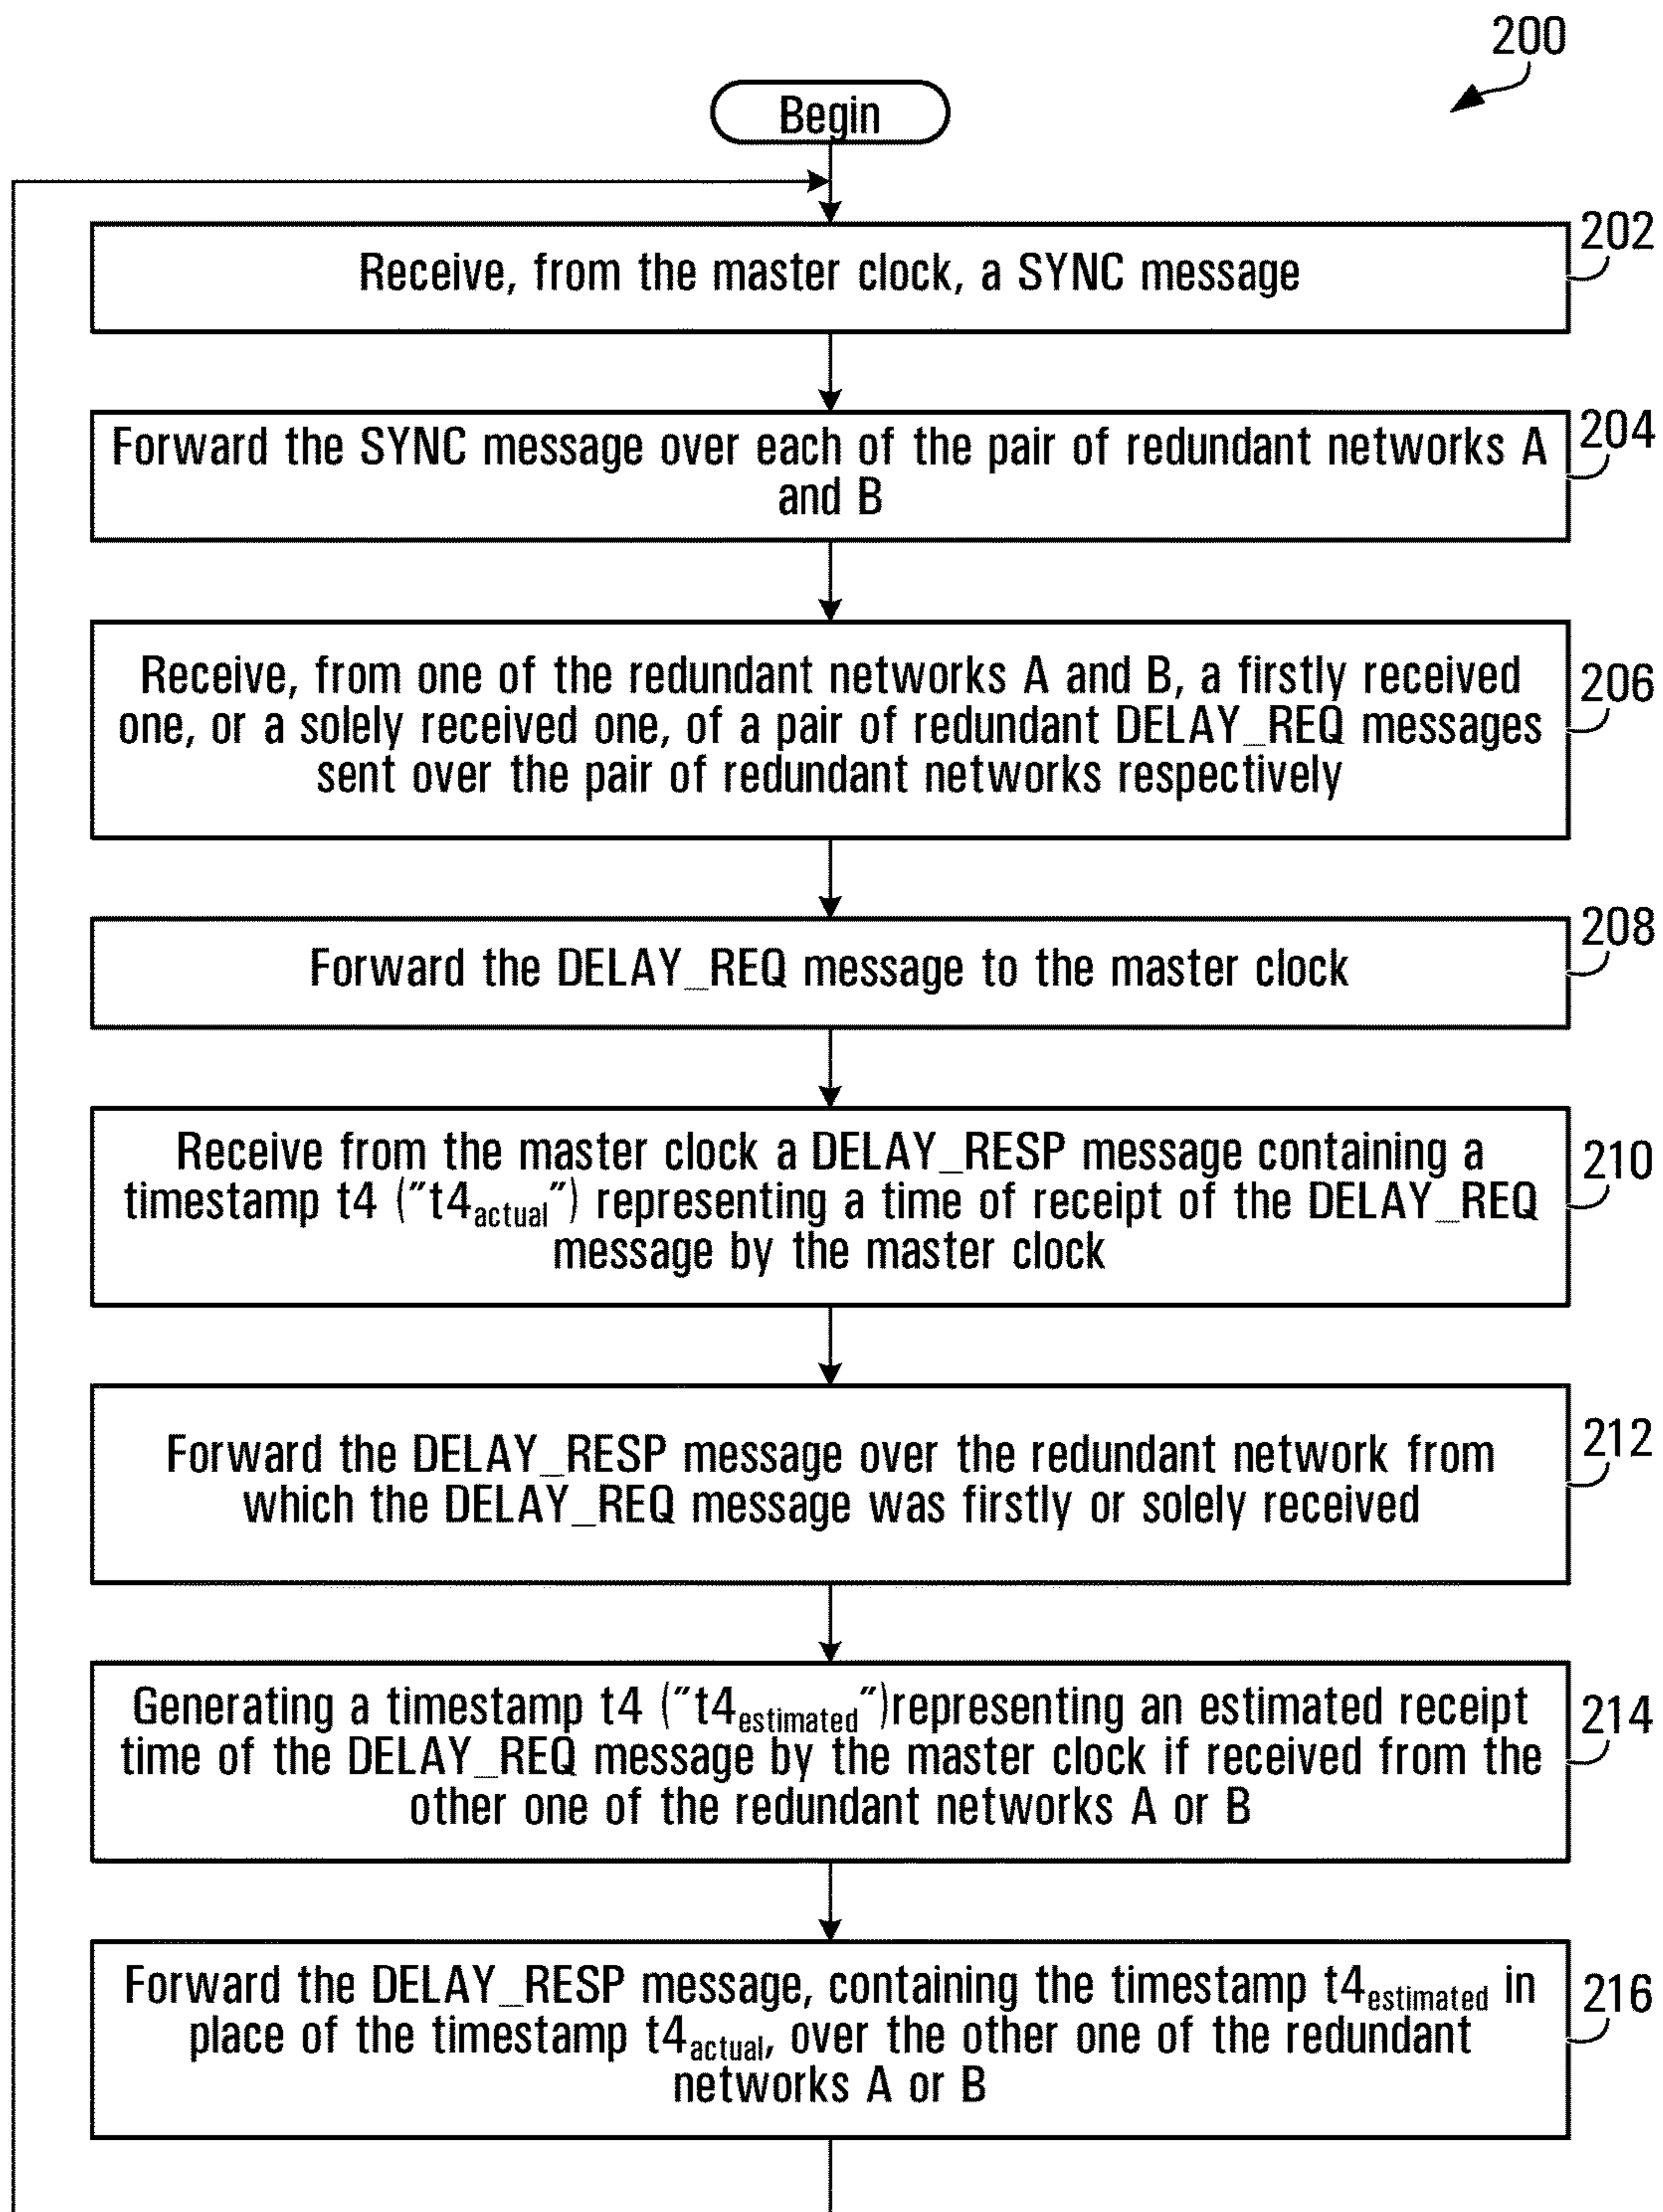 200
Begin
202
Receive, from the master clock, a SYNC message
204
Forward the SYNC message over each of the pair of redundant networks A
and B
206
Receive, from one of the redundant networks A and B, a firstly received
one, or a solely received one, of a pair of redundant DELAY_REQ messages
sent over the pair of redundant networks respectively
208
Forward the DELAY_REQ message to the master clock
210
Receive from the master clock a DELAY_RESP message containing a
timestamp t4 ("t4actual") representing a time of receipt of the DELAY_REQ
message by the master clock
212
Forward the DELAY_RESP message over the redundant network from
which the DELAY_REQ message was firstly or solely received
214
Generating a timestamp t4 ("t4estimated")representing an estimated receipt
time of the DELAY_REQ message by the master clock if received from the
other one of the redundant networks A or B
216
Forward the DELAY_RESP message, containing the timestamp t4estimated in
place of the timestamp t4actual, over the other one of the redundant
networks A or B